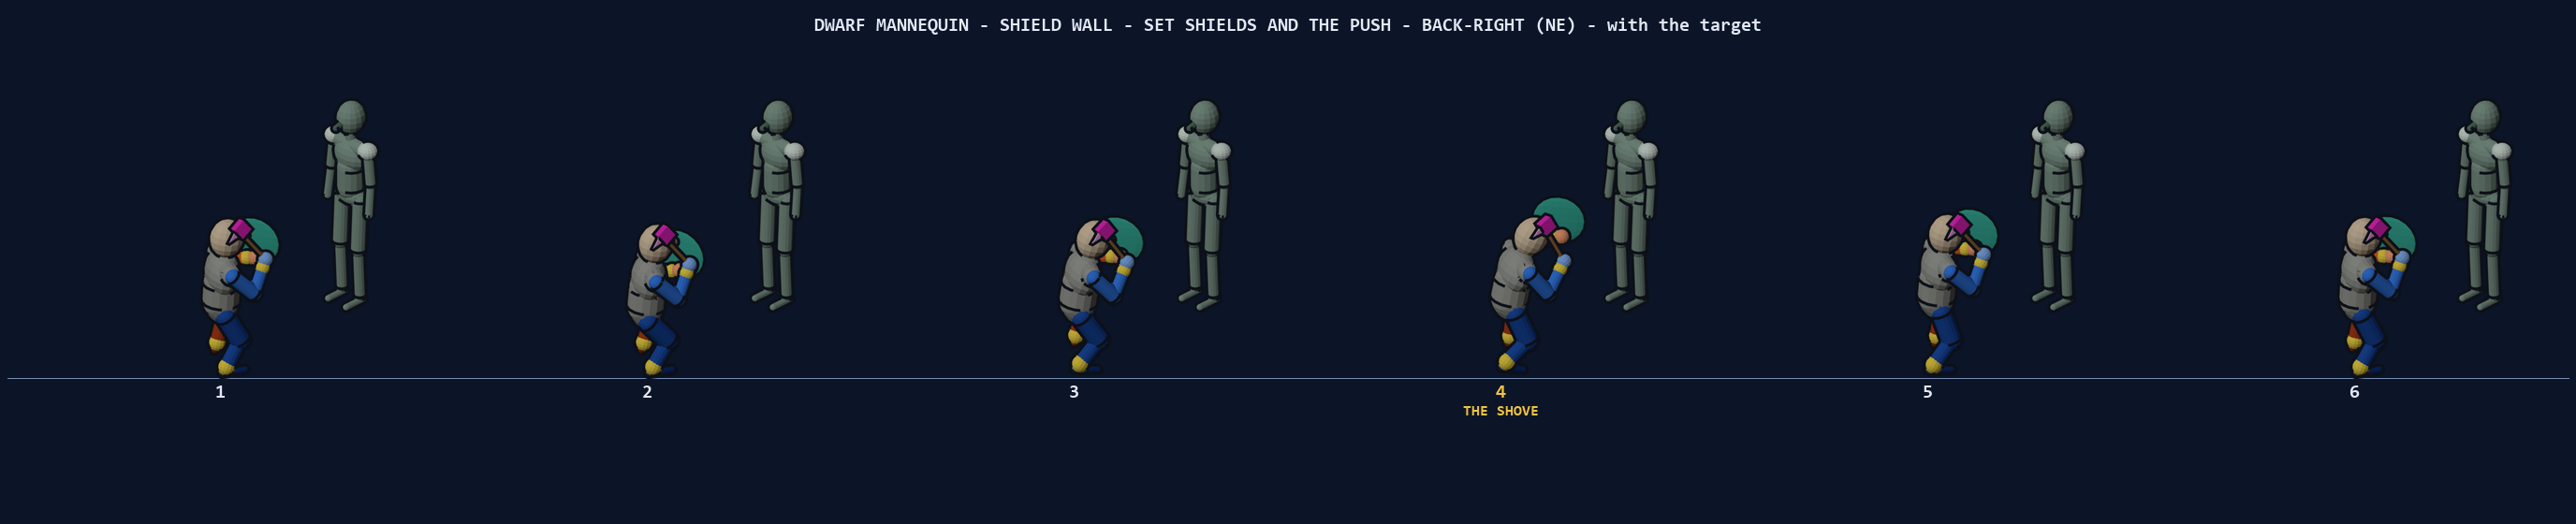 DWARF MANNEQUIN - SHIELD WALL - SET SHIELDS AND THE PUSH - BACK-RIGHT (NE) - with the target
1 2 3 4 5 6
THE SHOVE